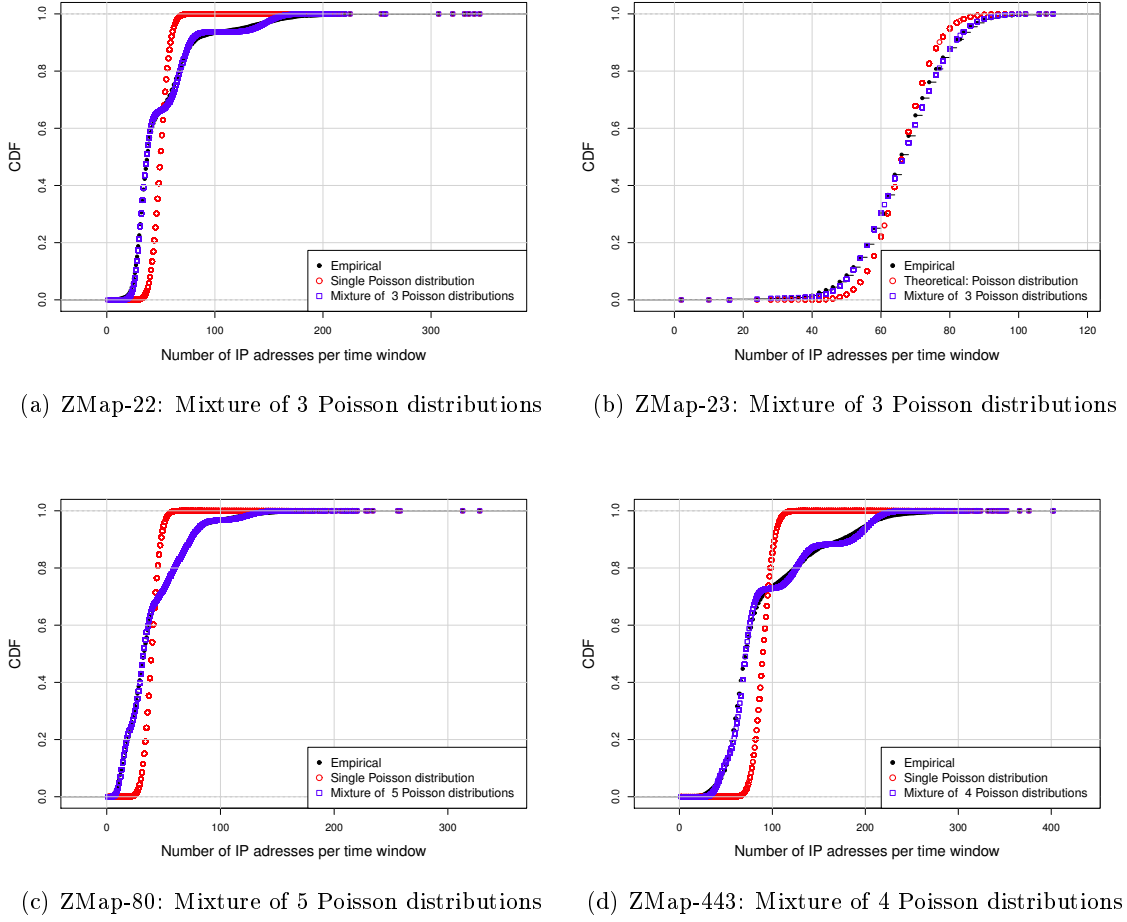 CDF
1.0
0.8
0.6
0.4
0.2
0.0
Empirical
Single Poisson distribution
Mixture of 3 Poisson distributions
0 100 200 300
Number of IP adresses per time window
(a) ZMap-22: Mixture of 3 Poisson distributions
CDF
1.0
0.8
0.6
0.4
0.2
0.0
Empirical
Theoretical: Poisson distribution
Mixture of 3 Poisson distributions
0 20 40 60 80 100 120
Number of IP adresses per time window
(b) ZMap-23: Mixture of 3 Poisson distributions
CDF
1.0
0.8
0.6
0.4
0.2
0.0
Empirical
Single Poisson distribution
Mixture of 5 Poisson distributions
0 100 200 300
Number of IP adresses per time window
(c) ZMap-80: Mixture of 5 Poisson distributions
CDF
1.0
0.8
0.6
0.4
0.2
0.0
Empirical
Single Poisson distribution
Mixture of 4 Poisson distributions
0 100 200 300 400
Number of IP adresses per time window
(d) ZMap-443: Mixture of 4 Poisson distributions